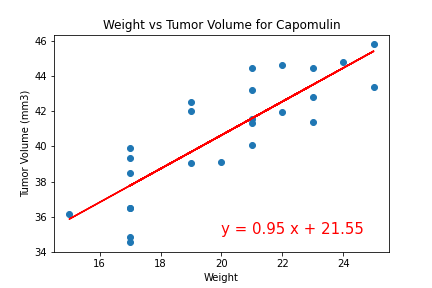 Weight vs Tumor Volume for Capomulin
46
44
42
40
38
36
34
Tumor Volume (mm3)
y = 0.95 x + 21.55
16 18 20 22 24
Weight